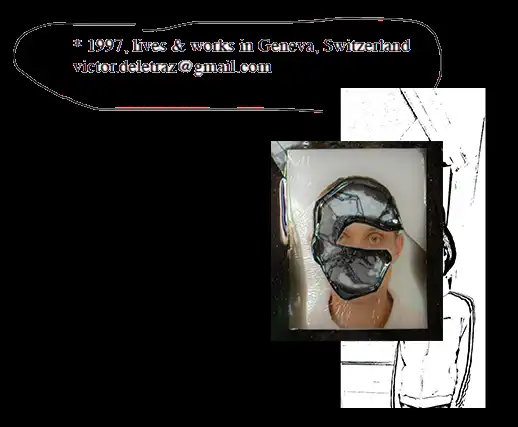 * 1997, lives & works in Geneva, Switzerland
victor.deletraz@gmail.com